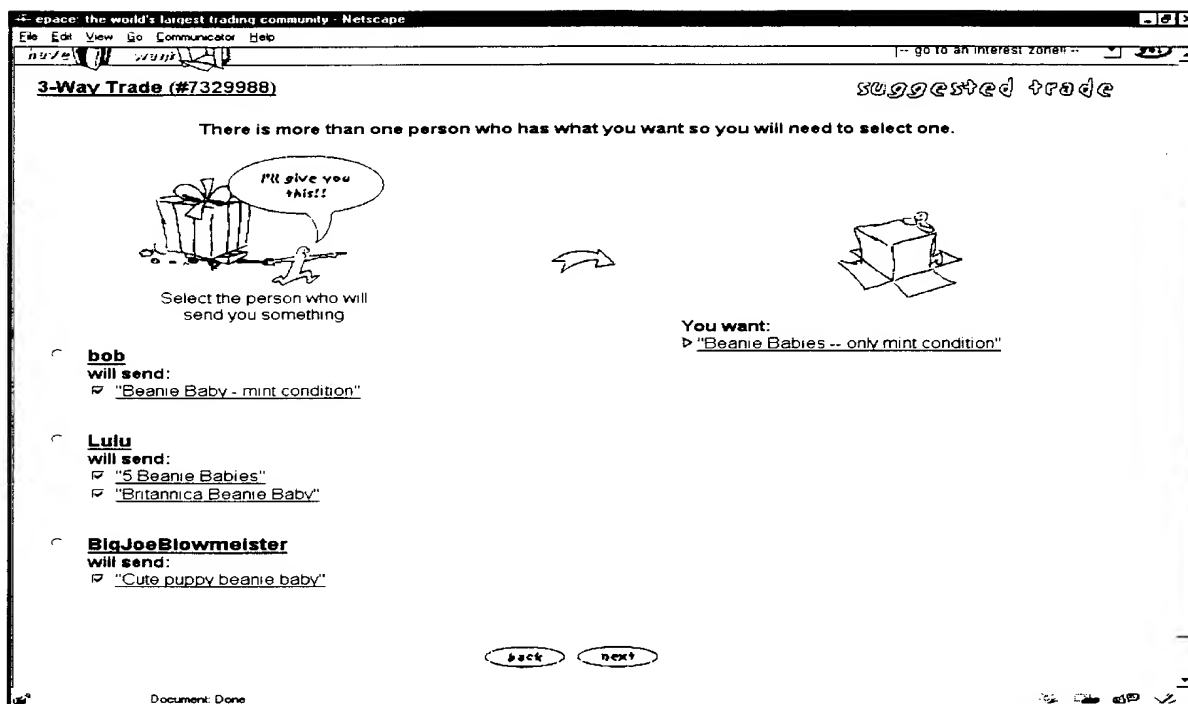 epace: the world's largest trading community - Netscape
File Edit View Go Communicator Help
have want
-- go to an interest zone!! --
3-Way Trade (#7329988)
suggested trade
There is more than one person who has what you want so you will need to select one.
I'll give you
this!!
Select the person who will
send you something
You want:
"Beanie Babies -- only mint condition"
bob
will send:
"Beanie Baby - mint condition"
Lulu
will send:
"5 Beanie Babies"
"Britannica Beanie Baby"
BigJoeBlowmeister
will send:
"Cute puppy beanie baby"
back next
Document: Done